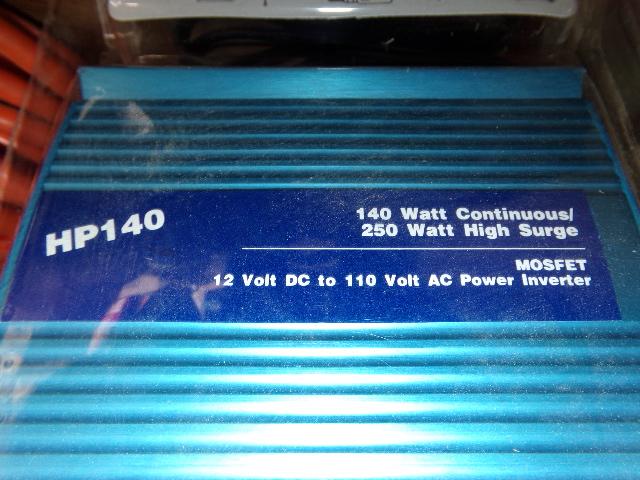 HP140
140 Watt Continuous/
250 Watt High Surge
MOSFET
12 Volt DC to 110 Volt AC Power Inverter